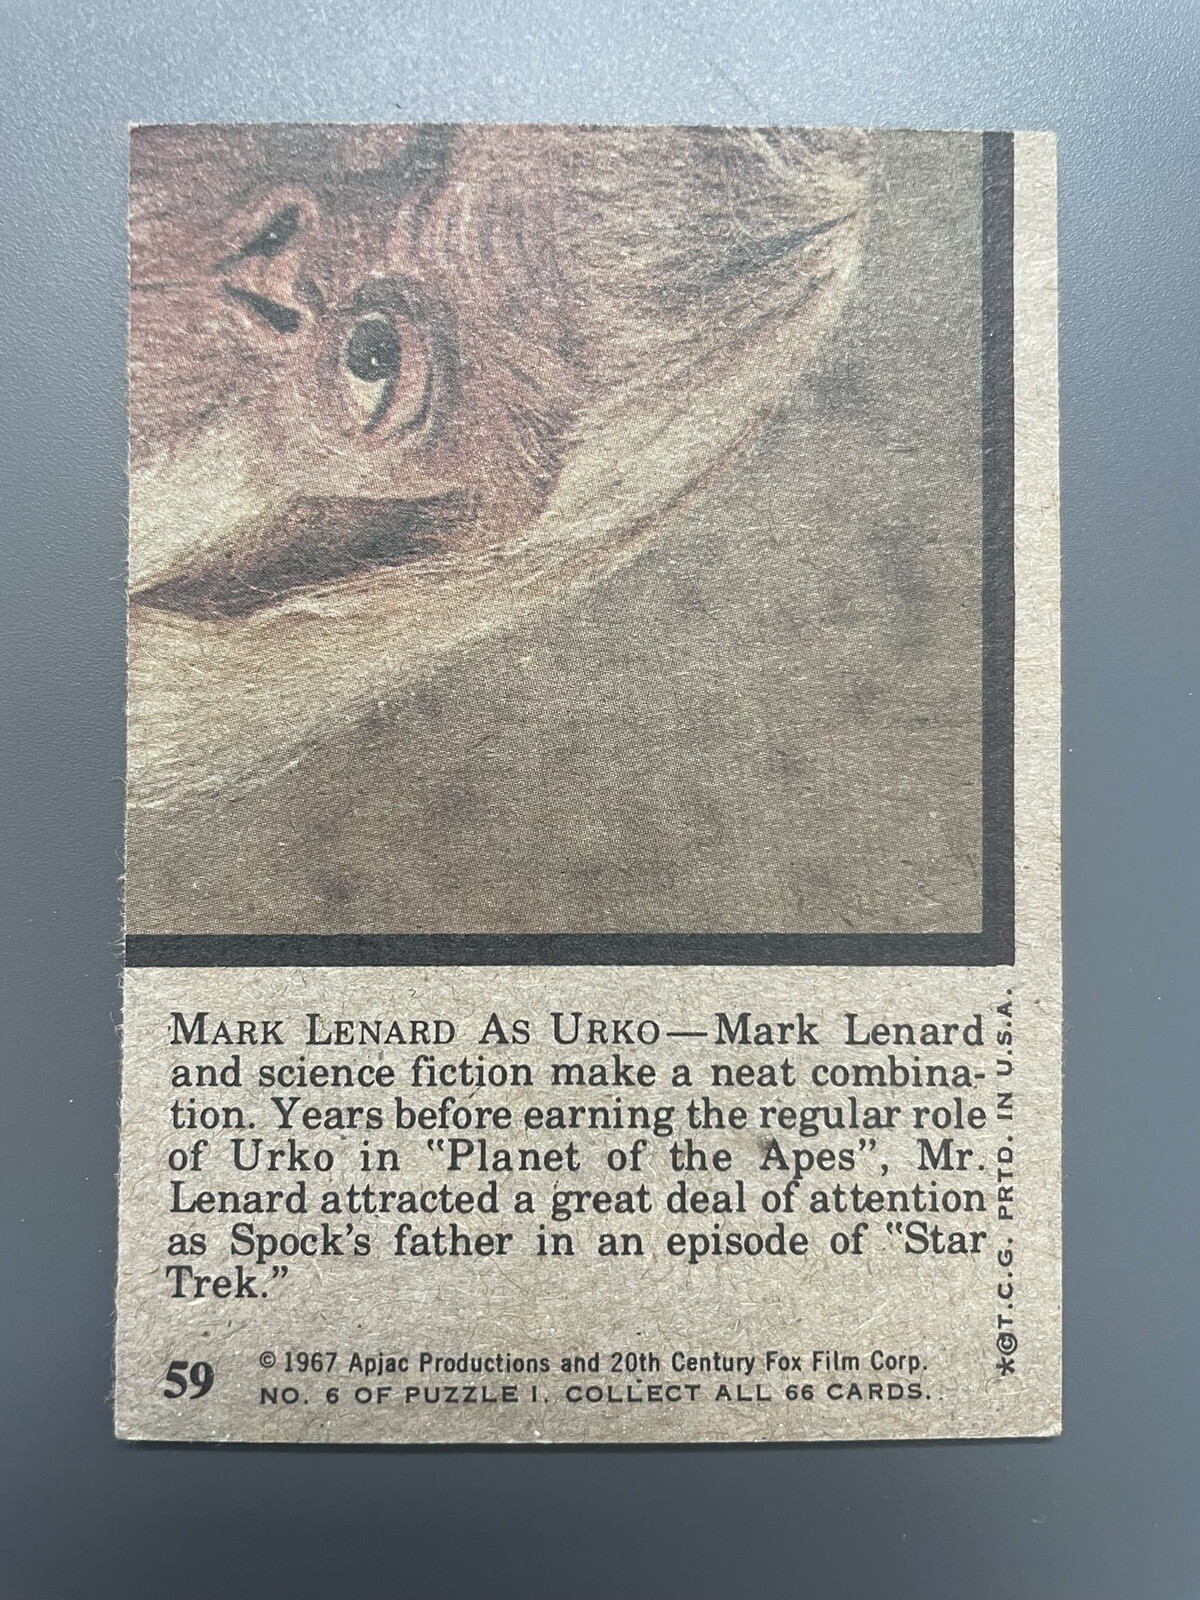 MARK LENARD AS URKO—Mark Lenard
and science fiction make a neat combina-
tion. Years before earning the regular role
of Urko in “Planet of the Apes”, Mr.
Lenard attracted a great deal of attention
as Spock’s father in an episode of “Star
Trek.”
59
© 1967 Apjac Productions and 20th Century Fox Film Corp.
NO. 6 OF PUZZLE I. COLLECT ALL 66 CARDS.
*©T.C.G. PRTD. IN U.S.A.